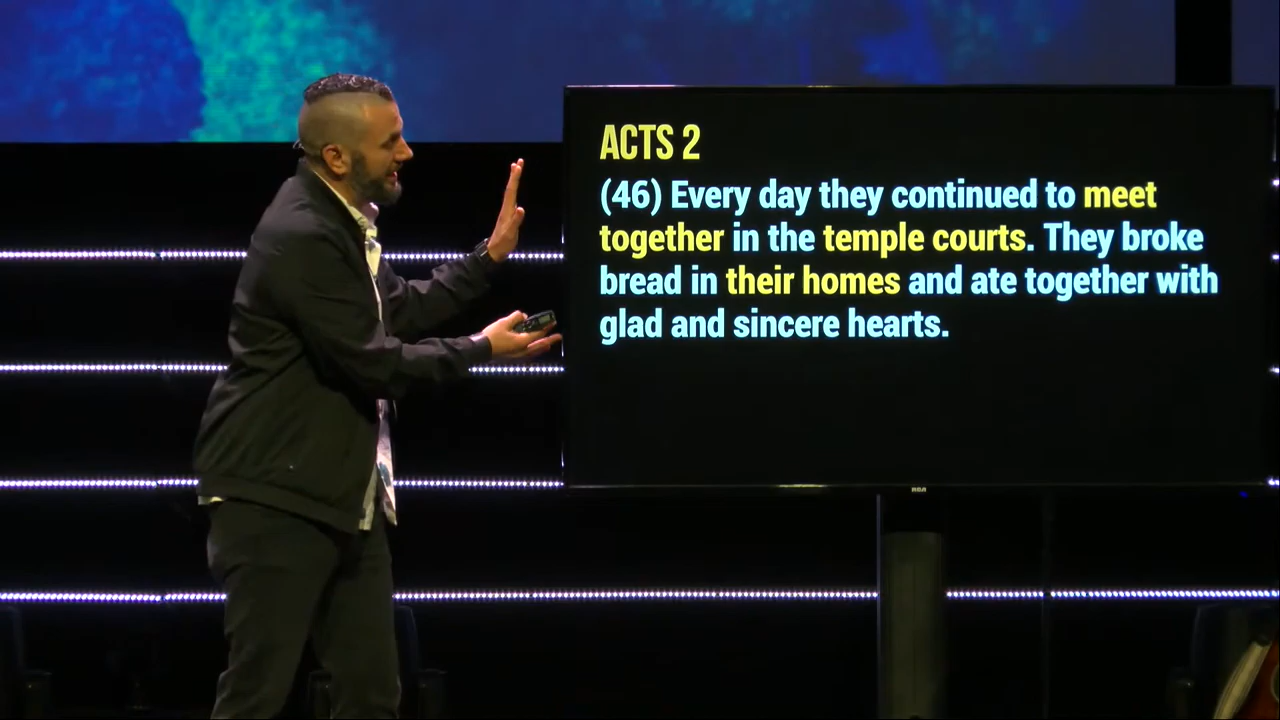 ACTS 2
(46) Every day they continued to meet
together in the temple courts. They broke
bread in their homes and ate together with
glad and sincere hearts.
RCA